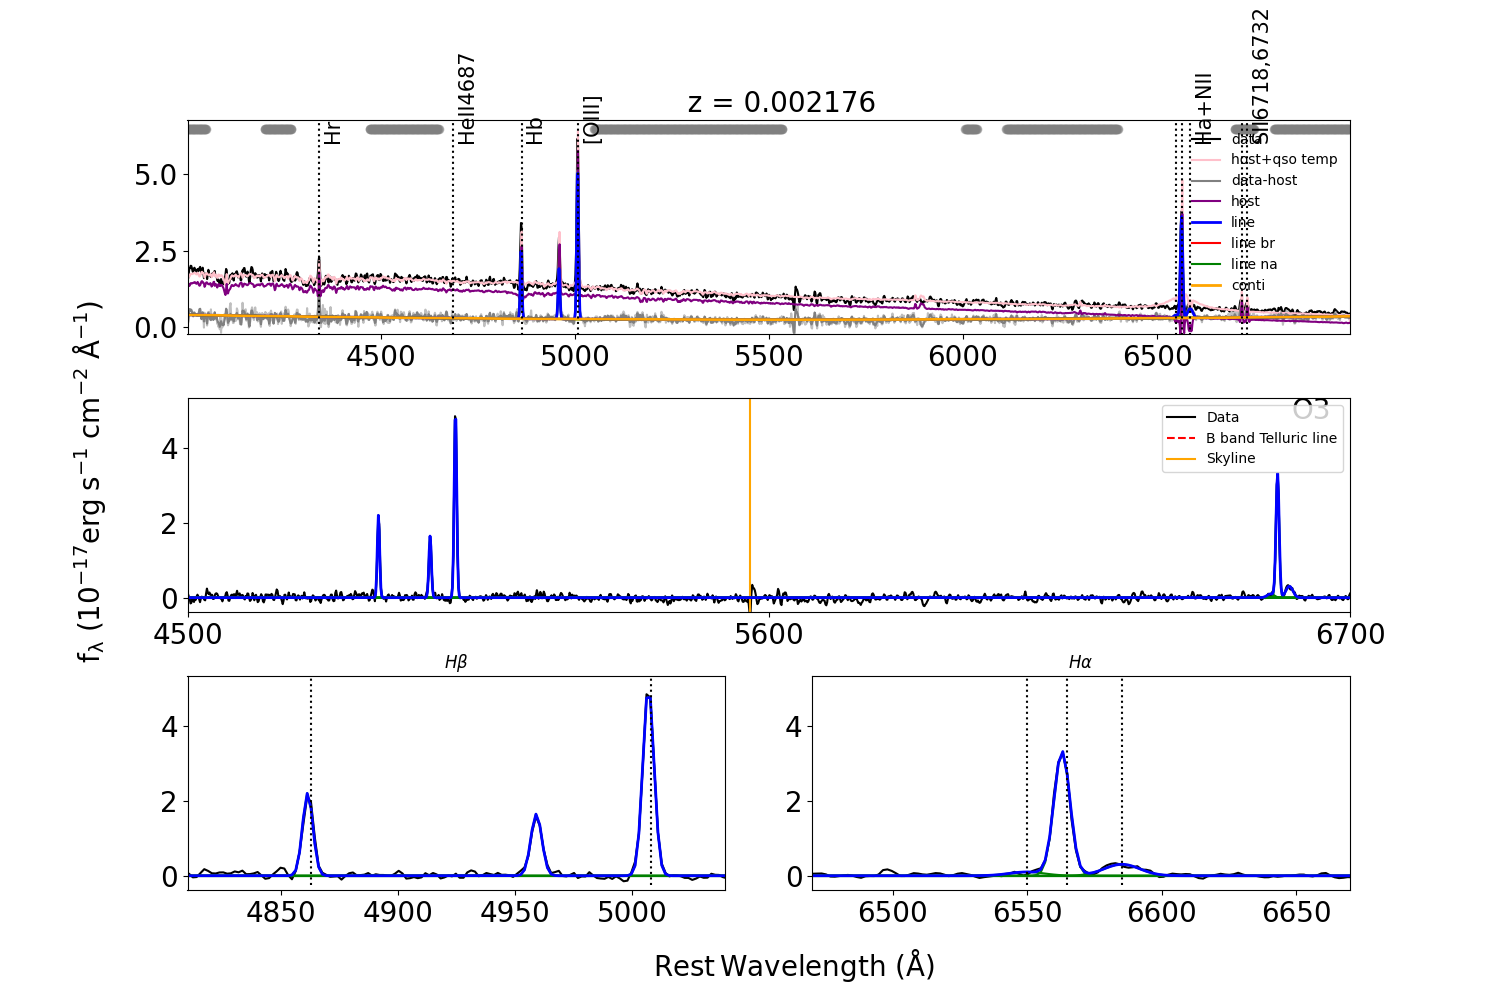 z = 0.002176
Hr
HeII4687
Hb
[OIII]
Ha+NII
SII6718,6732
data
host+qso temp
data-host
host
line
line br
line na
conti
5.0
2.5
0.0
4500 5000 5500 6000 6500
O3
Data
B band Telluric line
Skyline
4
2
0
4500 5600 6700
fλ (10⁻¹⁷erg s⁻¹ cm⁻² Å⁻¹)
Hβ
4
2
0
4850 4900 4950 5000
Hα
4
2
0
6500 6550 6600 6650
Rest Wavelength (Å)